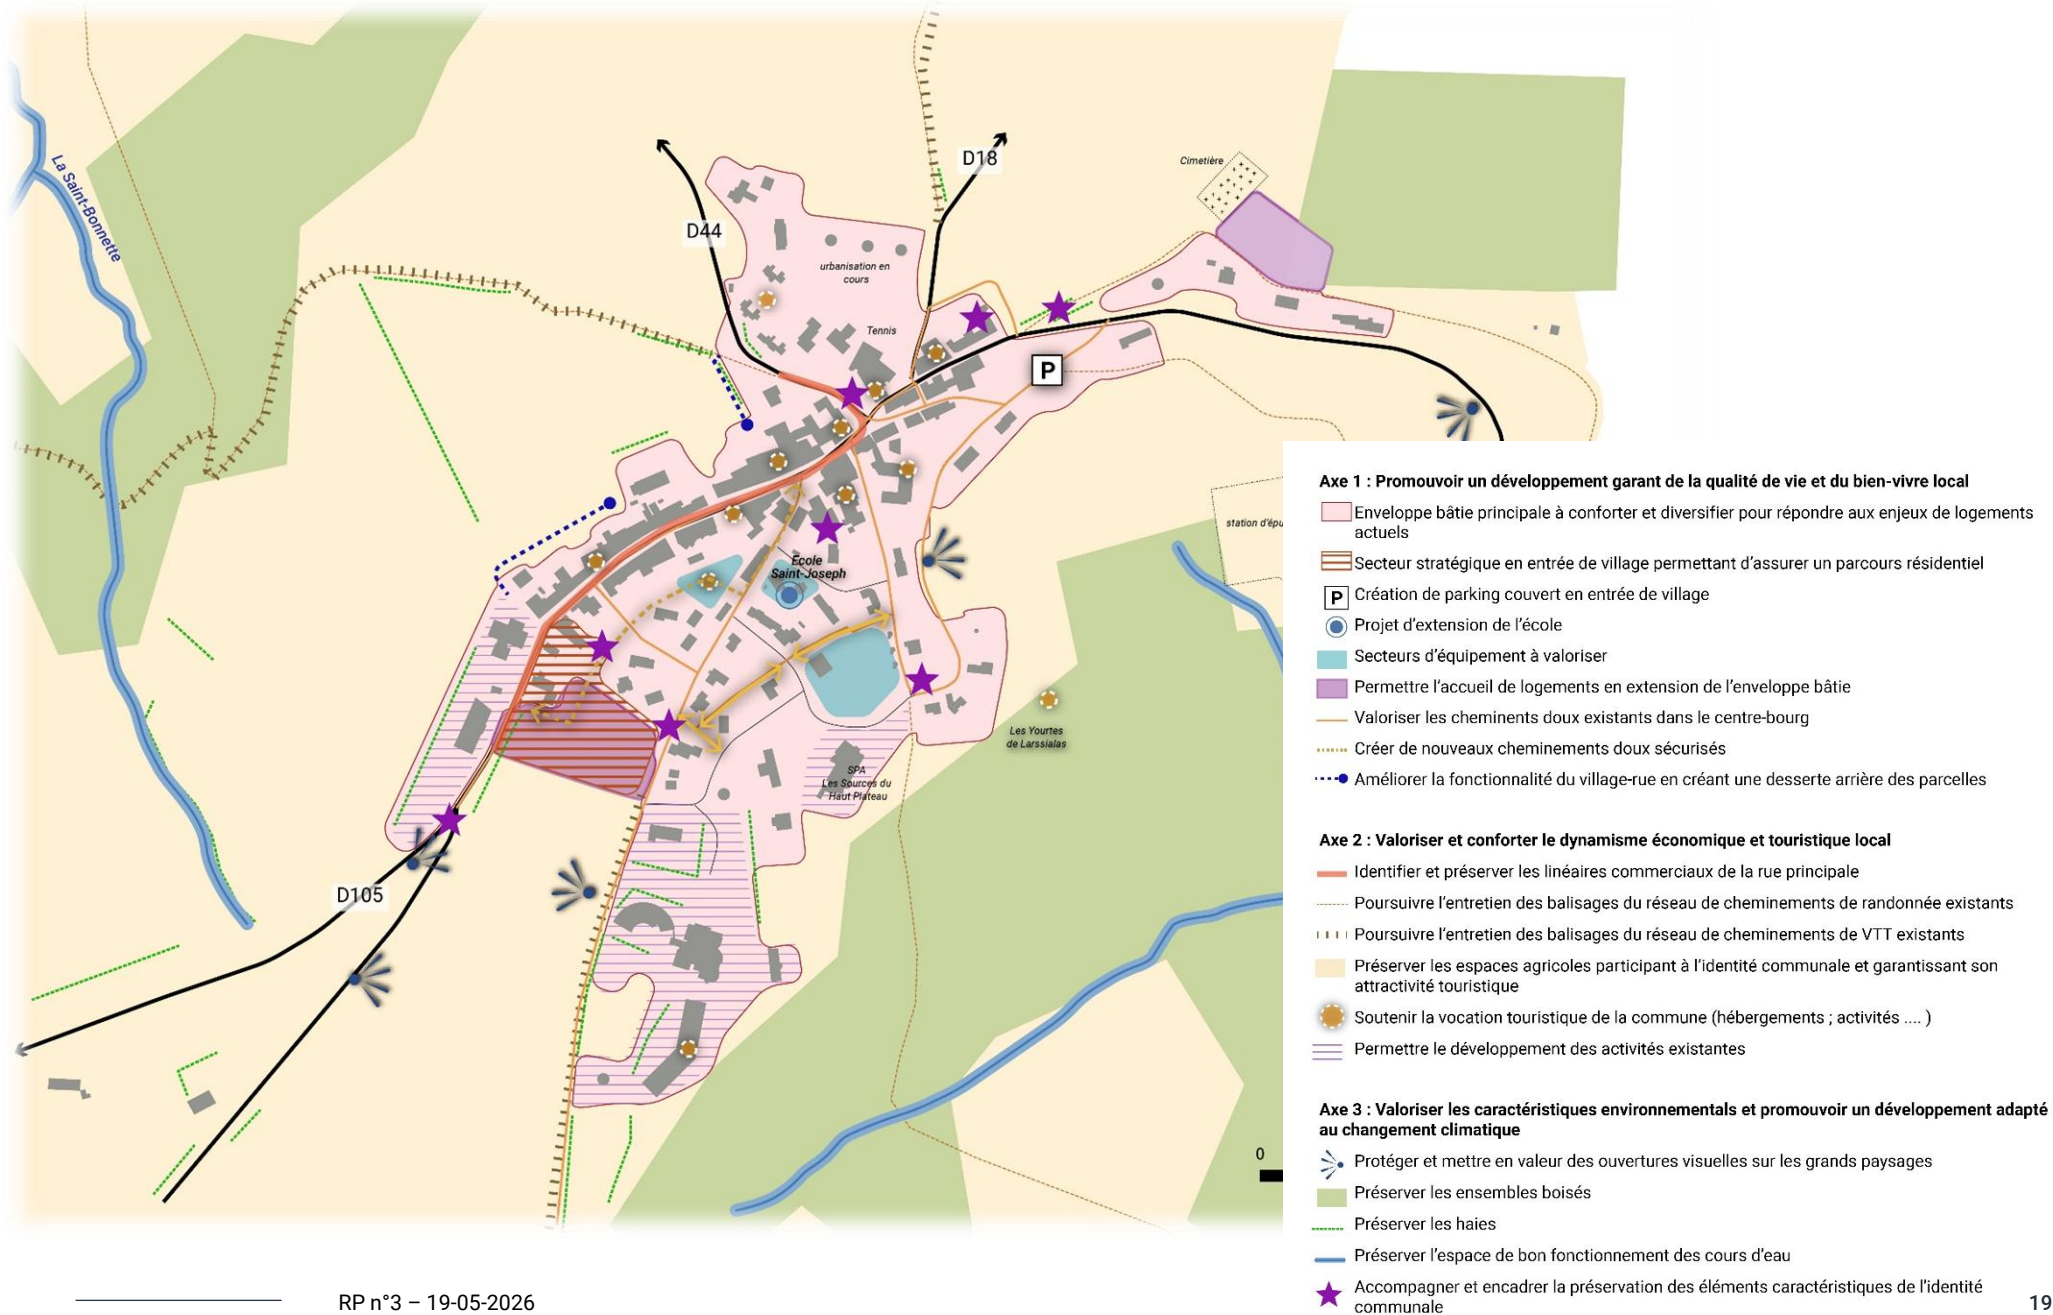 La Saint-Bonnette
D44
D18
Cimetière
urbanisation en
cours
Tennis
P
École
Saint-Joseph
station d'épu
Les Yourtes
de Larssialas
SPA
Les Sources du
Haut Plateau
D105
0
Axe 1 : Promouvoir un développement garant de la qualité de vie et du bien-vivre local
Enveloppe bâtie principale à conforter et diversifier pour répondre aux enjeux de logements
actuels
Secteur stratégique en entrée de village permettant d'assurer un parcours résidentiel
P Création de parking couvert en entrée de village
Projet d'extension de l'école
Secteurs d'équipement à valoriser
Permettre l'accueil de logements en extension de l'enveloppe bâtie
Valoriser les cheminents doux existants dans le centre-bourg
Créer de nouveaux cheminements doux sécurisés
Améliorer la fonctionnalité du village-rue en créant une desserte arrière des parcelles
Axe 2 : Valoriser et conforter le dynamisme économique et touristique local
Identifier et préserver les linéaires commerciaux de la rue principale
Poursuivre l'entretien des balisages du réseau de cheminements de randonnée existants
Poursuivre l'entretien des balisages du réseau de cheminements de VTT existants
Préserver les espaces agricoles participant à l'identité communale et garantissant son
attractivité touristique
Soutenir la vocation touristique de la commune (hébergements ; activités .... )
Permettre le développement des activités existantes
Axe 3 : Valoriser les caractéristiques environnementals et promouvoir un développement adapté
au changement climatique
Protéger et mettre en valeur des ouvertures visuelles sur les grands paysages
Préserver les ensembles boisés
Préserver les haies
Préserver l'espace de bon fonctionnement des cours d'eau
Accompagner et encadrer la préservation des éléments caractéristiques de l'identité
communale
RP n°3 – 19-05-2026
19